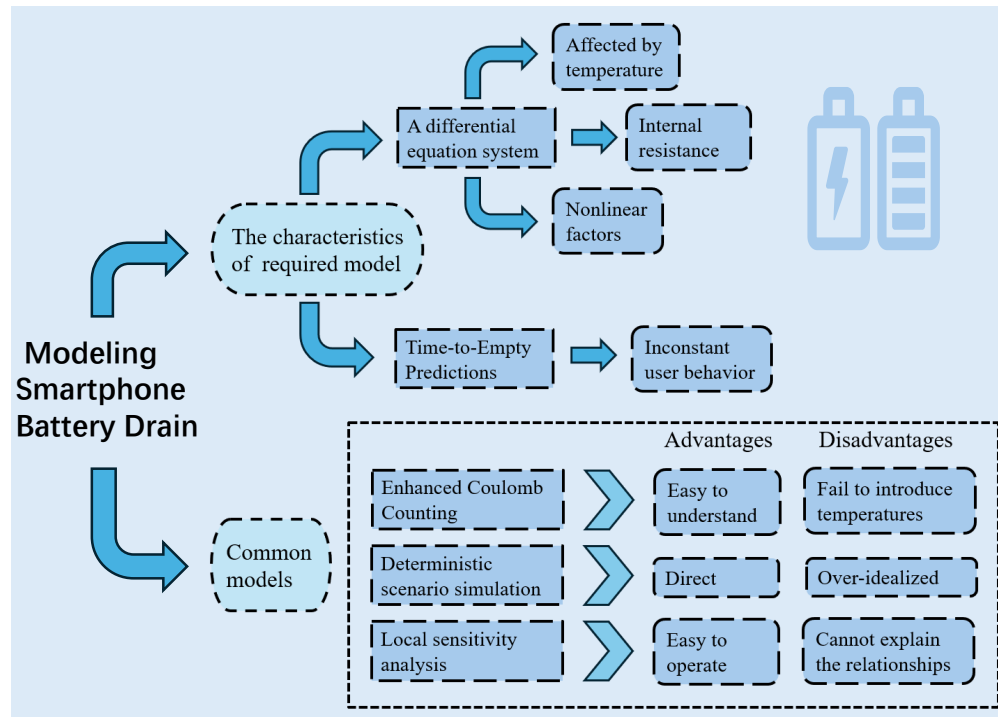 Modeling
Smartphone
Battery Drain
The characteristics
of required model
A differential
equation system
Affected by
temperature
Internal
resistance
Nonlinear
factors
Time-to-Empty
Predictions
Inconstant
user behavior
Common
models
Advantages
Disadvantages
Enhanced Coulomb
Counting
Easy to
understand
Fail to introduce
temperatures
Deterministic
scenario simulation
Direct
Over-idealized
Local sensitivity
analysis
Easy to
operate
Cannot explain
the relationships